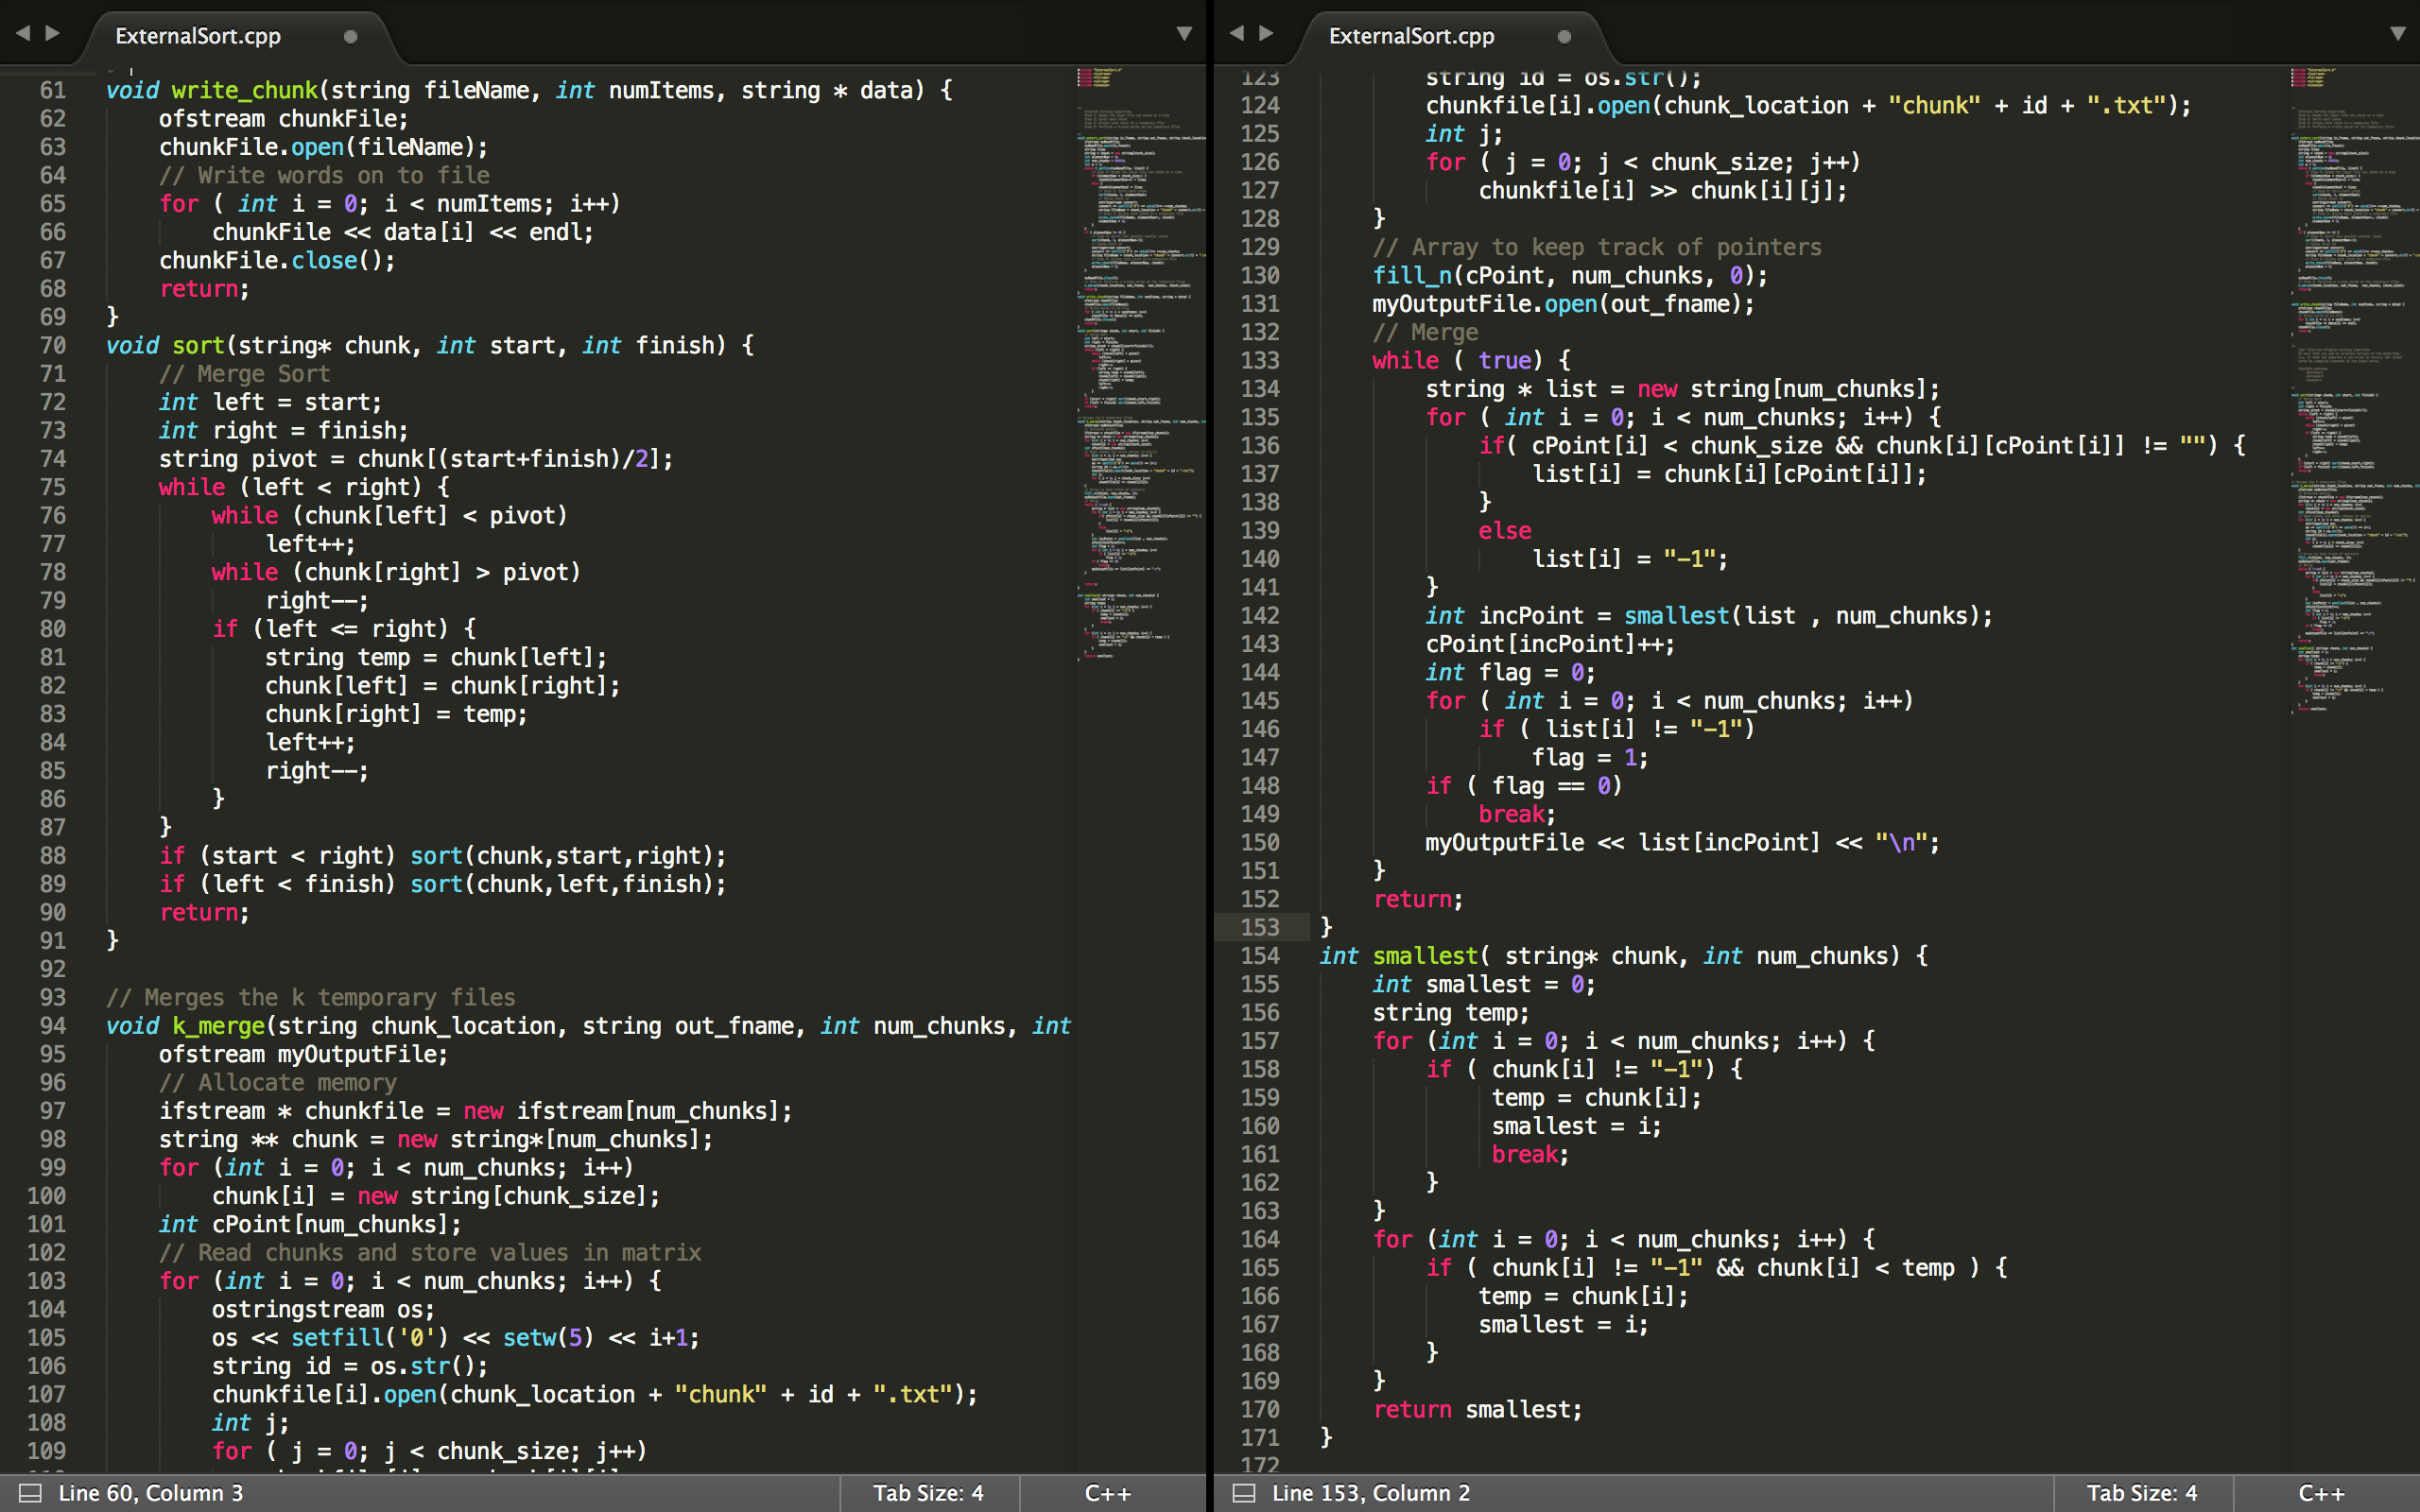 ExternalSort.cpp
61 void write_chunk(string fileName, int numItems, string * data) {
62 ofstream chunkFile;
63 chunkFile.open(fileName);
64 // Write words on to file
65 for ( int i = 0; i < numItems; i++)
66 chunkFile << data[i] << endl;
67 chunkFile.close();
68 return;
69 }
70 void sort(string* chunk, int start, int finish) {
71 // Merge Sort
72 int left = start;
73 int right = finish;
74 string pivot = chunk[(start+finish)/2];
75 while (left < right) {
76 while (chunk[left] < pivot)
77 left++;
78 while (chunk[right] > pivot)
79 right--;
80 if (left <= right) {
81 string temp = chunk[left];
82 chunk[left] = chunk[right];
83 chunk[right] = temp;
84 left++;
85 right--;
86 }
87 }
88 if (start < right) sort(chunk,start,right);
89 if (left < finish) sort(chunk,left,finish);
90 return;
91 }
92
93 // Merges the k temporary files
94 void k_merge(string chunk_location, string out_fname, int num_chunks, int
95 ofstream myOutputFile;
96 // Allocate memory
97 ifstream * chunkfile = new ifstream[num_chunks];
98 string ** chunk = new string*[num_chunks];
99 for (int i = 0; i < num_chunks; i++)
100 chunk[i] = new string[chunk_size];
101 int cPoint[num_chunks];
102 // Read chunks and store values in matrix
103 for (int i = 0; i < num_chunks; i++) {
104 ostringstream os;
105 os << setfill('0') << setw(5) << i+1;
106 string id = os.str();
107 chunkfile[i].open(chunk_location + "chunk" + id + ".txt");
108 int j;
109 for ( j = 0; j < chunk_size; j++)
Line 60, Column 3
Tab Size: 4
C++
ExternalSort.cpp
123 string id = os.str();
124 chunkfile[i].open(chunk_location + "chunk" + id + ".txt");
125 int j;
126 for ( j = 0; j < chunk_size; j++)
127 chunkfile[i] >> chunk[i][j];
128 }
129 // Array to keep track of pointers
130 fill_n(cPoint, num_chunks, 0);
131 myOutputFile.open(out_fname);
132 // Merge
133 while ( true) {
134 string * list = new string[num_chunks];
135 for ( int i = 0; i < num_chunks; i++) {
136 if( cPoint[i] < chunk_size && chunk[i][cPoint[i]] != "") {
137 list[i] = chunk[i][cPoint[i]];
138 }
139 else
140 list[i] = "-1";
141 }
142 int incPoint = smallest(list , num_chunks);
143 cPoint[incPoint]++;
144 int flag = 0;
145 for ( int i = 0; i < num_chunks; i++)
146 if ( list[i] != "-1")
147 flag = 1;
148 if ( flag == 0)
149 break;
150 myOutputFile << list[incPoint] << "\n";
151 }
152 return;
153 }
154 int smallest( string* chunk, int num_chunks) {
155 int smallest = 0;
156 string temp;
157 for (int i = 0; i < num_chunks; i++) {
158 if ( chunk[i] != "-1") {
159 temp = chunk[i];
160 smallest = i;
161 break;
162 }
163 }
164 for (int i = 0; i < num_chunks; i++) {
165 if ( chunk[i] != "-1" && chunk[i] < temp ) {
166 temp = chunk[i];
167 smallest = i;
168 }
169 }
170 return smallest;
171 }
172
Line 153, Column 2
Tab Size: 4
C++